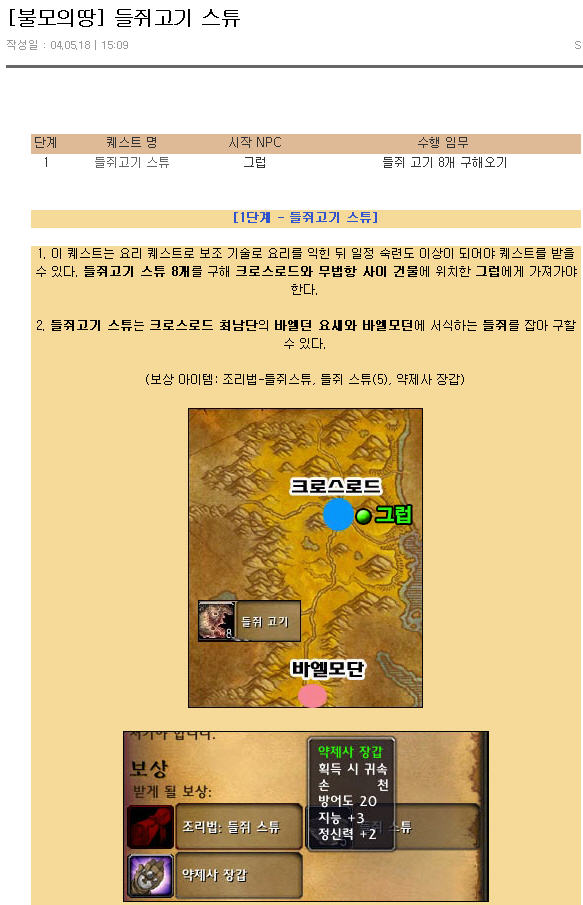 [불모의땅] 들쥐고기 스튜
작성일 : 04.05.18 | 15:09
S
단계 퀘스트 명 시작 NPC 수행 임무
1 들쥐고기 스튜 그럽 들쥐 고기 8개 구해오기
[1단계 - 들쥐고기 스튜]
1. 이 퀘스트는 요리 퀘스트로 보조 기술로 요리를 익힌 뒤 일정 숙련도 이상이 되어야 퀘스트를 받을
수 있다. 들쥐고기 스튜 8개를 구해 크로스로드와 무법항 사이 건물에 위치한 그럽에게 가져가야
한다.
2. 들쥐고기 스튜는 크로스로드 최남단의 바엘던 요새와 바엘모던에 서식하는 들쥐를 잡아 구할
수 있다.
(보상 아이템: 조리법-들쥐스튜, 들쥐 스튜(5), 약제사 장갑)
크로스로드
그럽
8
들쥐 고기
바엘모단
보상
받게 될 보상:
약제사 장갑
획득 시 귀속
손 천
방어도 20
지능 +3
정신력 +2
조리법: 들쥐 스튜
스튜
약제사 장갑